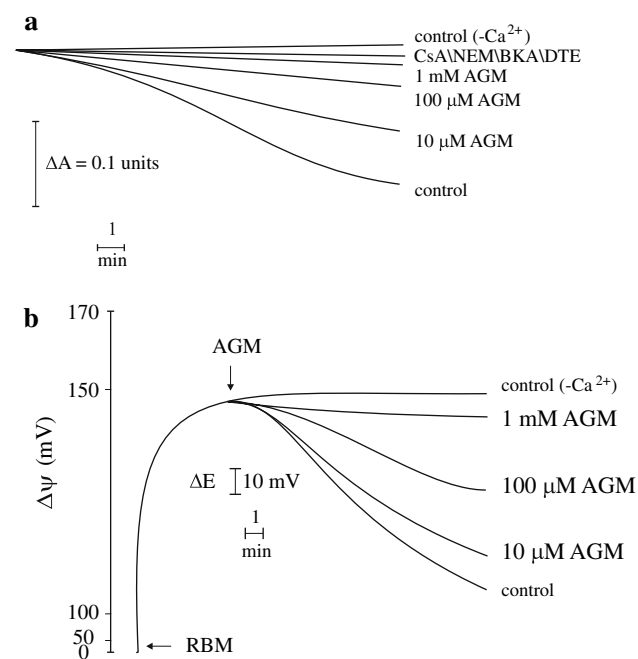 a
control (-Ca²⁺)
CsA\NEM\BKA\DTE
1 mM AGM
100 μM AGM
10 μM AGM
control
ΔA = 0.1 units
1
min
b
170
150
100
50
0
Δψ (mV)
AGM
control (-Ca²⁺)
1 mM AGM
100 μM AGM
10 μM AGM
control
ΔE 10 mV
1
min
RBM